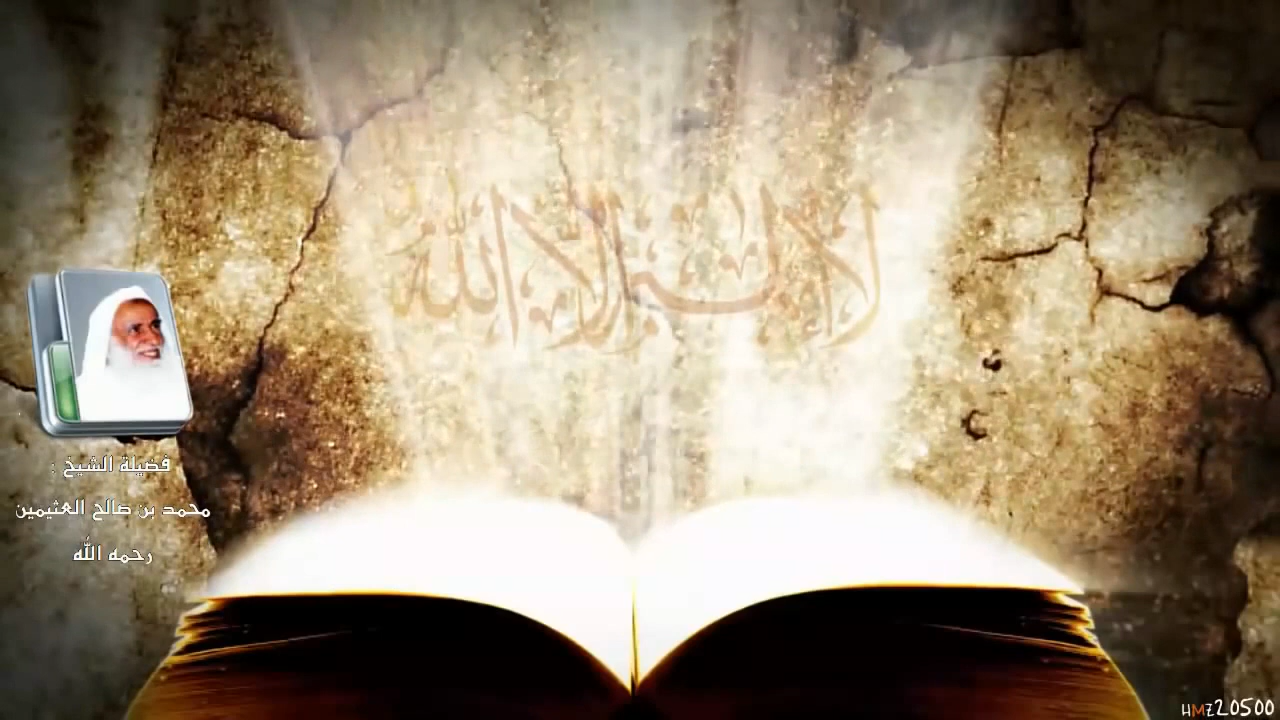 لا إله إلا الله
فضيلة الشيخ :
محمد بن صالح العثيمين
رحمه الله
HMZ20500